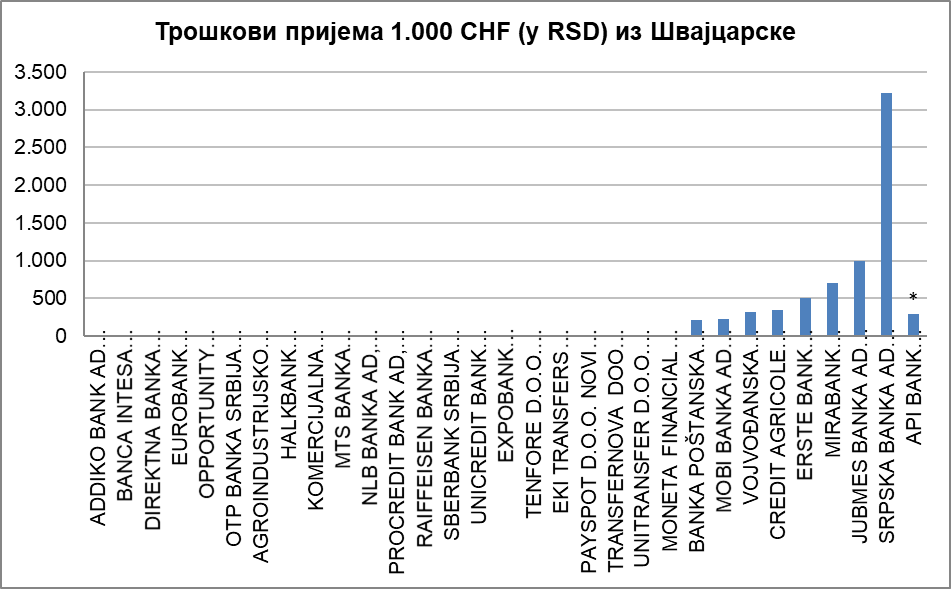 Трошкови пријема 1.000 CHF (у RSD) из Швајцарске
3.500
3.000
2.500
2.000
1.500
1.000
500
0
*
ADDIKO BANK AD…
BANCA INTESA…
DIREKTNA BANKA…
EUROBANK…
OPPORTUNITY…
OTP BANKA SRBIJA…
AGROINDUSTRIJSKO…
HALKBANK…
KOMERCIJALNA…
MTS BANKA…
NLB BANKA AD,…
PROCREDIT BANK AD,…
RAIFFEISEN BANKA…
SBERBANK SRBIJA…
UNICREDIT BANK…
EXPOBANK…
TENFORE D.O.O.…
EKI TRANSFERS…
PAYSPOT D.O.O. NOVI…
TRANSFERNOVA DOO…
UNITRANSFER D.O.O.…
MONETA FINANCIAL…
BANKA POŠTANSKA…
MOBI BANKA AD…
VOJVOĐANSKA…
CREDIT AGRICOLE…
ERSTE BANK…
MIRABANK…
JUBMES BANKA AD…
SRPSKA BANKA AD…
API BANK…